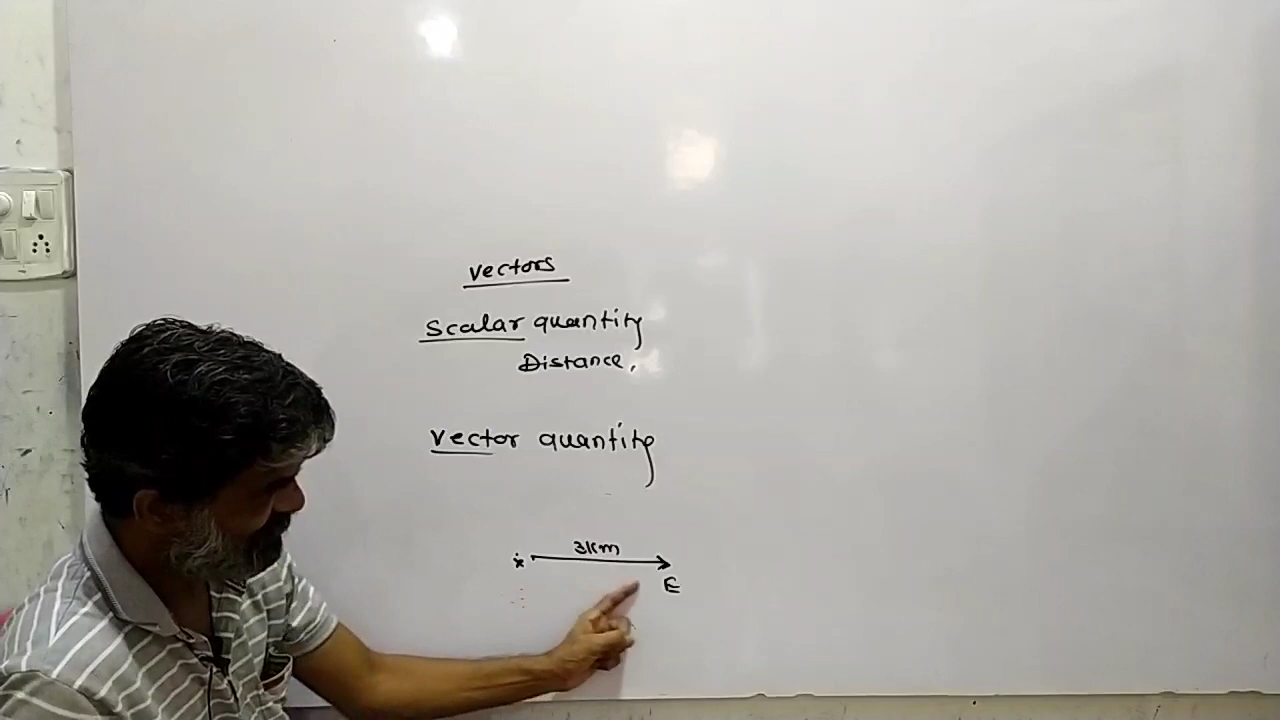 vectors
Scalar quantity
Distance,
vector quantity
3km
E